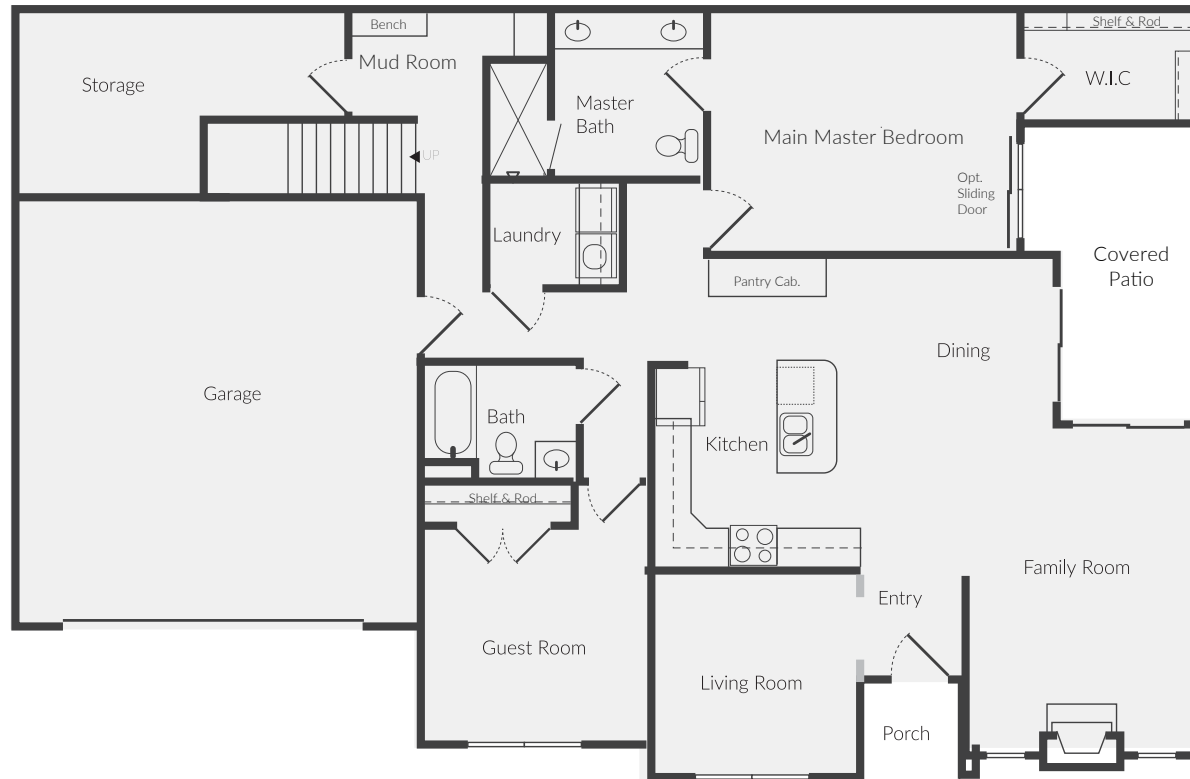 Bench
Shelf & Rod
Mud Room
Storage
W.I.C
Master
Bath
Main Master Bedroom
UP
Opt.
Sliding
Door
Laundry
Covered
Patio
Pantry Cab.
Dining
Garage
Bath
Kitchen
Shelf & Rod
Family Room
Entry
Guest Room
Living Room
Porch